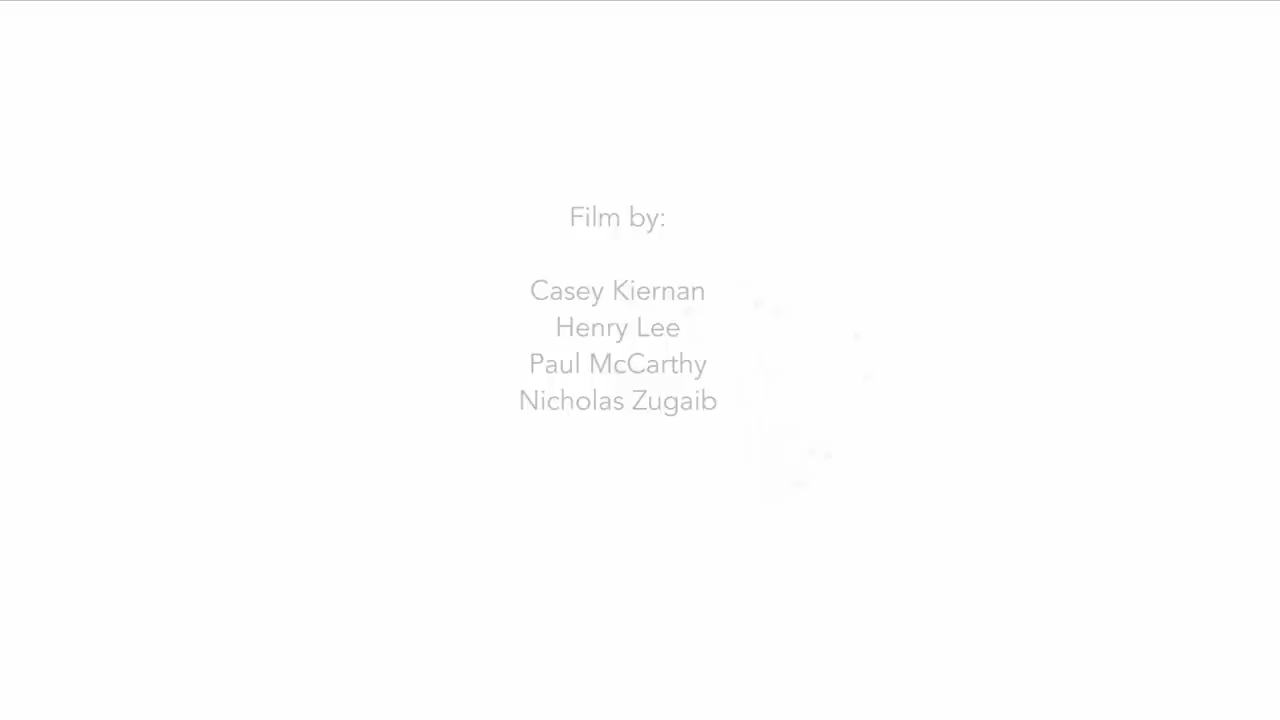 Film by:
Casey Kiernan
Henry Lee
Paul McCarthy
Nicholas Zugaib